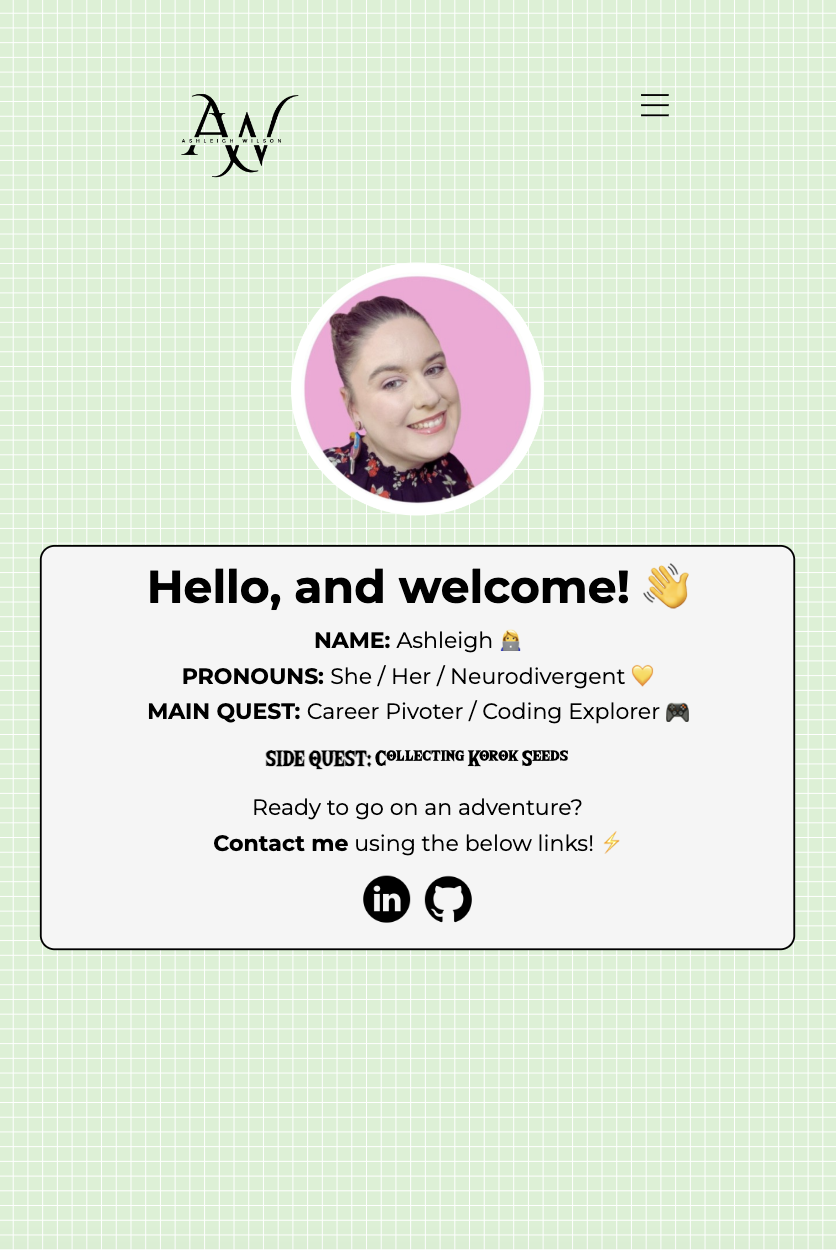 AW
ASHLEIGH WILSON
Hello, and welcome! 👋
NAME: Ashleigh 👩‍💻
PRONOUNS: She / Her / Neurodivergent 💛
MAIN QUEST: Career Pivoter / Coding Explorer 🎮
SIDE QUEST: Collecting Korok Seeds
Ready to go on an adventure?
Contact me using the below links! ⚡
in